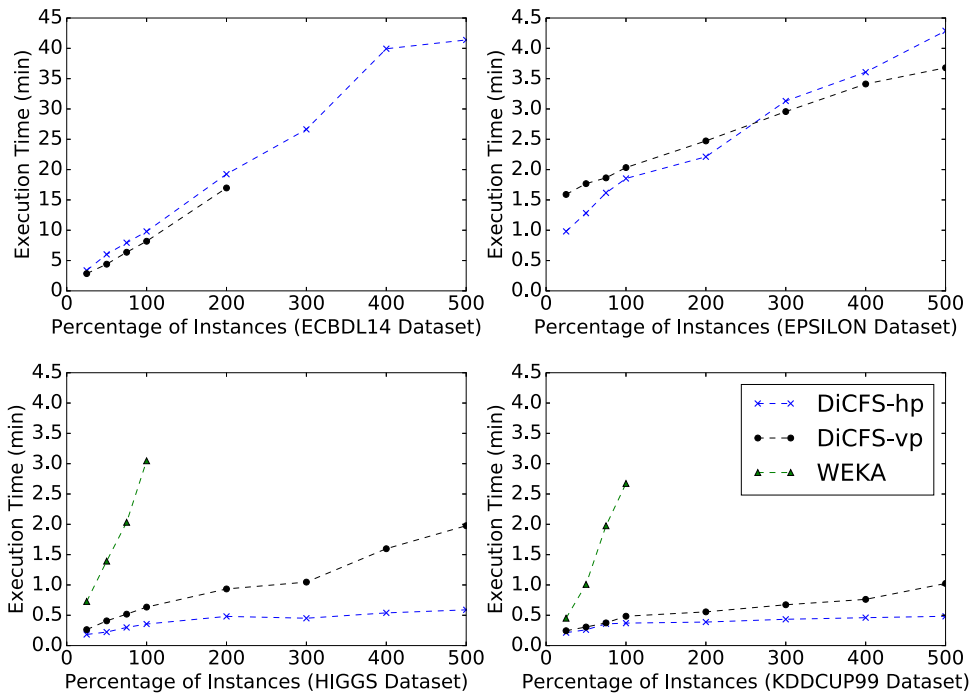 45
40
35
30
25
20
15
10
5
0
Execution Time (min)
0 100 200 300 400 500
Percentage of Instances (ECBDL14 Dataset)
4.5
4.0
3.5
3.0
2.5
2.0
1.5
1.0
0.5
0.0
Execution Time (min)
0 100 200 300 400 500
Percentage of Instances (EPSILON Dataset)
4.5
4.0
3.5
3.0
2.5
2.0
1.5
1.0
0.5
0.0
Execution Time (min)
0 100 200 300 400 500
Percentage of Instances (HIGGS Dataset)
4.5
4.0
3.5
3.0
2.5
2.0
1.5
1.0
0.5
0.0
Execution Time (min)
DiCFS-hp
DiCFS-vp
WEKA
0 100 200 300 400 500
Percentage of Instances (KDDCUP99 Dataset)